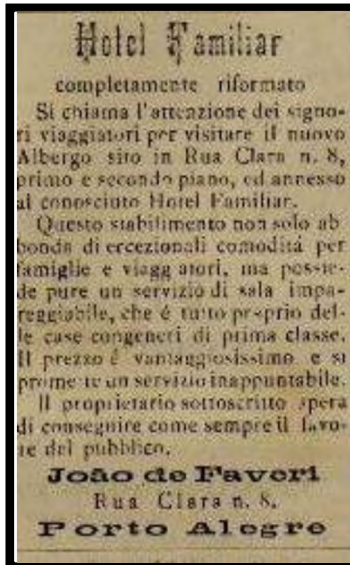 Hotel Familiar
completamente riformato
Si chiama l'attenzione dei signo-
ri viaggiatori per visitare il nuovo
Albergo sito in Rua Clara n. 8,
primo e secondo piano, ed annesso
al conosciuto Hotel Familiar.
Questo stabilimento non solo ab
bonda di eccezionali comodità per
famiglie e viaggiatori, ma possie-
de pure un servizio di sala impa-
reggiabile, che é tutto proprio del-
le case congeneri di prima classe.
Il prezzo é vantaggiosissimo e si
promette un servizio inappuntabile.
Il proprietario sottoscritto spera
di conseguire come sempre il favo-
re del pubblico.
João de Faveri
Rua Clara n. 8.
Porto Alegre